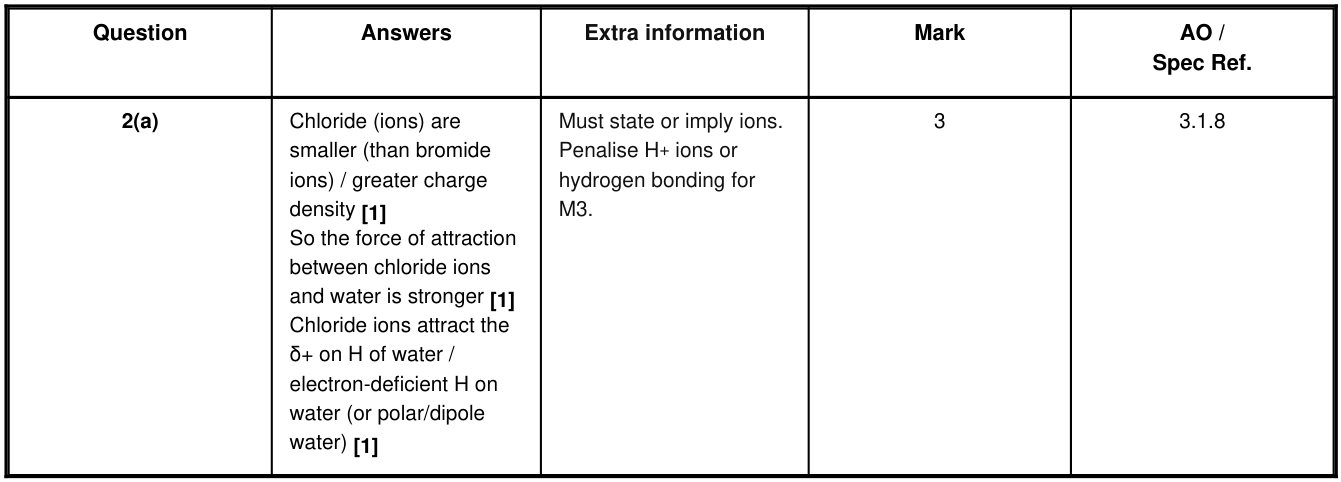 Question Answers Extra information Mark AO /
Spec Ref.
2(a)
Chloride (ions) are
smaller (than bromide
ions) / greater charge
density [1]
So the force of attraction
between chloride ions
and water is stronger [1]
Chloride ions attract the
δ+ on H of water /
electron-deficient H on
water (or polar/dipole
water) [1]
Must state or imply ions.
Penalise H+ ions or
hydrogen bonding for
M3.
3
3.1.8